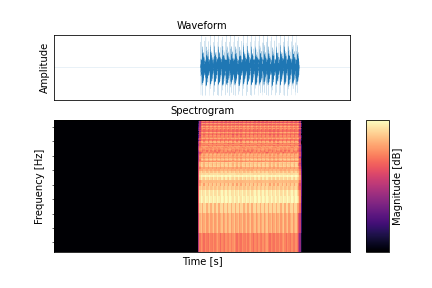 Waveform
Amplitude
Spectrogram
Frequency [Hz]
Magnitude [dB]
Time [s]